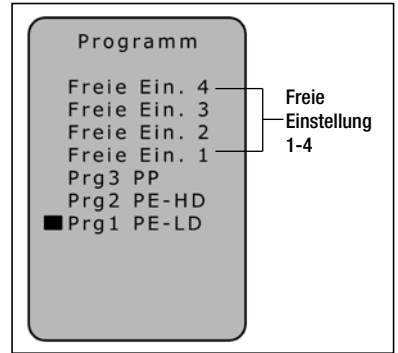 Programm
Freie Ein. 4
Freie Ein. 3
Freie Ein. 2
Freie Ein. 1
Prg3 PP
Prg2 PE-HD
Prg1 PE-LD
Freie
Einstellung
1-4